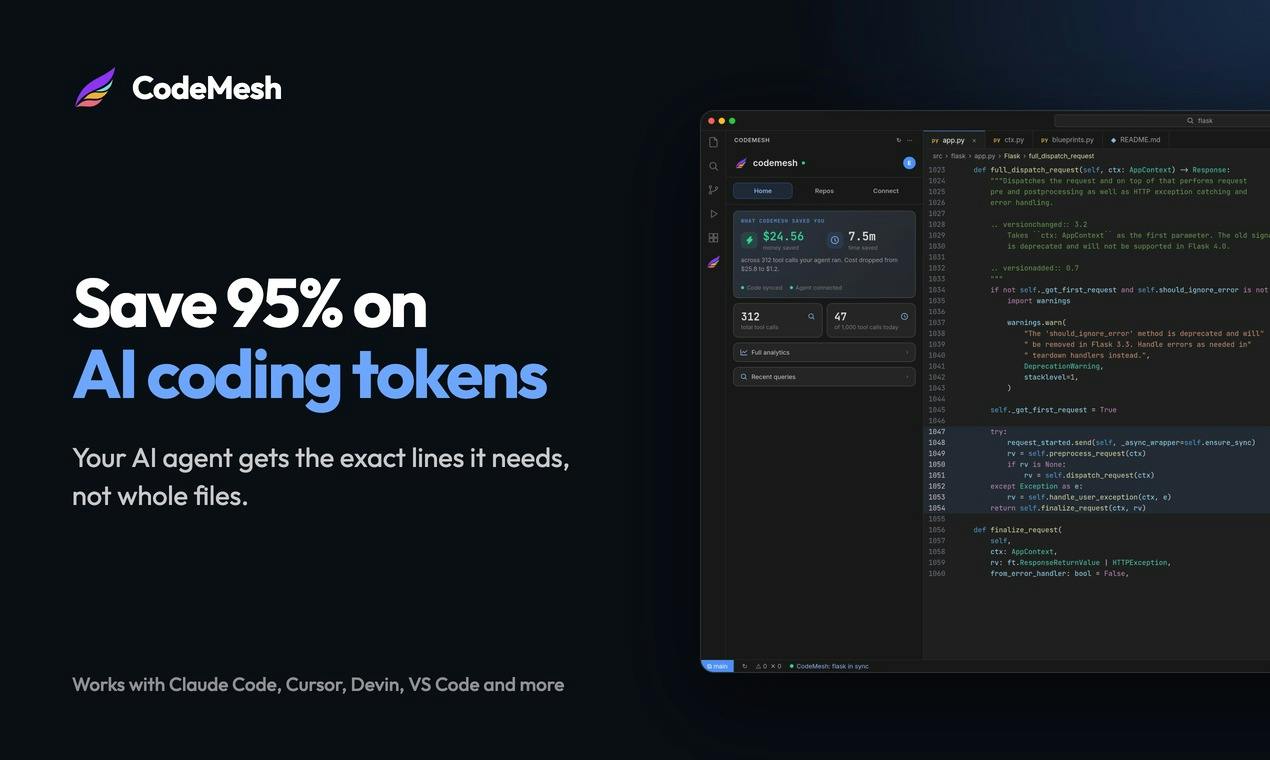 CodeMesh
Save 95% on
AI coding tokens
Your AI agent gets the exact lines it needs,
not whole files.
Works with Claude Code, Cursor, Devin, VS Code and more
flask
CODEMESH
codemesh
E
Home Repos Connect
WHAT CODEMESH SAVED YOU
$24.56
money saved
7.5m
time saved
across 312 tool calls your agent ran. Cost dropped from
$25.8 to $1.2.
Code synced Agent connected
312
total tool calls
47
of 1,000 tool calls today
Full analytics
Recent queries
PY app.py × PY ctx.py PY blueprints.py README.md
src › flask › app.py › Flask › full_dispatch_request
1023 def full_dispatch_request(self, ctx: AppContext) -> Response:
1024 """Dispatches the request and on top of that performs request
1025 pre and postprocessing as well as HTTP exception catching and
1026 error handling.
1027
1028 .. versionchanged:: 3.2
1029 Takes ``ctx: AppContext`` as the first parameter. The old signa
1030 is deprecated and will not be supported in Flask 4.0.
1031
1032 .. versionadded:: 0.7
1033 """
1034 if not self._got_first_request and self.should_ignore_error is not
1035 import warnings
1036
1037 warnings.warn(
1038 "The 'should_ignore_error' method is deprecated and will"
1039 " be removed in Flask 3.3. Handle errors as needed in"
1040 " teardown handlers instead.",
1041 DeprecationWarning,
1042 stacklevel=1,
1043 )
1044
1045 self._got_first_request = True
1046
1047 try:
1048 request_started.send(self, _async_wrapper=self.ensure_sync)
1049 rv = self.preprocess_request(ctx)
1050 if rv is None:
1051 rv = self.dispatch_request(ctx)
1052 except Exception as e:
1053 rv = self.handle_user_exception(ctx, e)
1054 return self.finalize_request(ctx, rv)
1055
1056 def finalize_request(
1057 self,
1058 ctx: AppContext,
1059 rv: ft.ResponseReturnValue | HTTPException,
1060 from_error_handler: bool = False,
main 0 0 CodeMesh: flask in sync